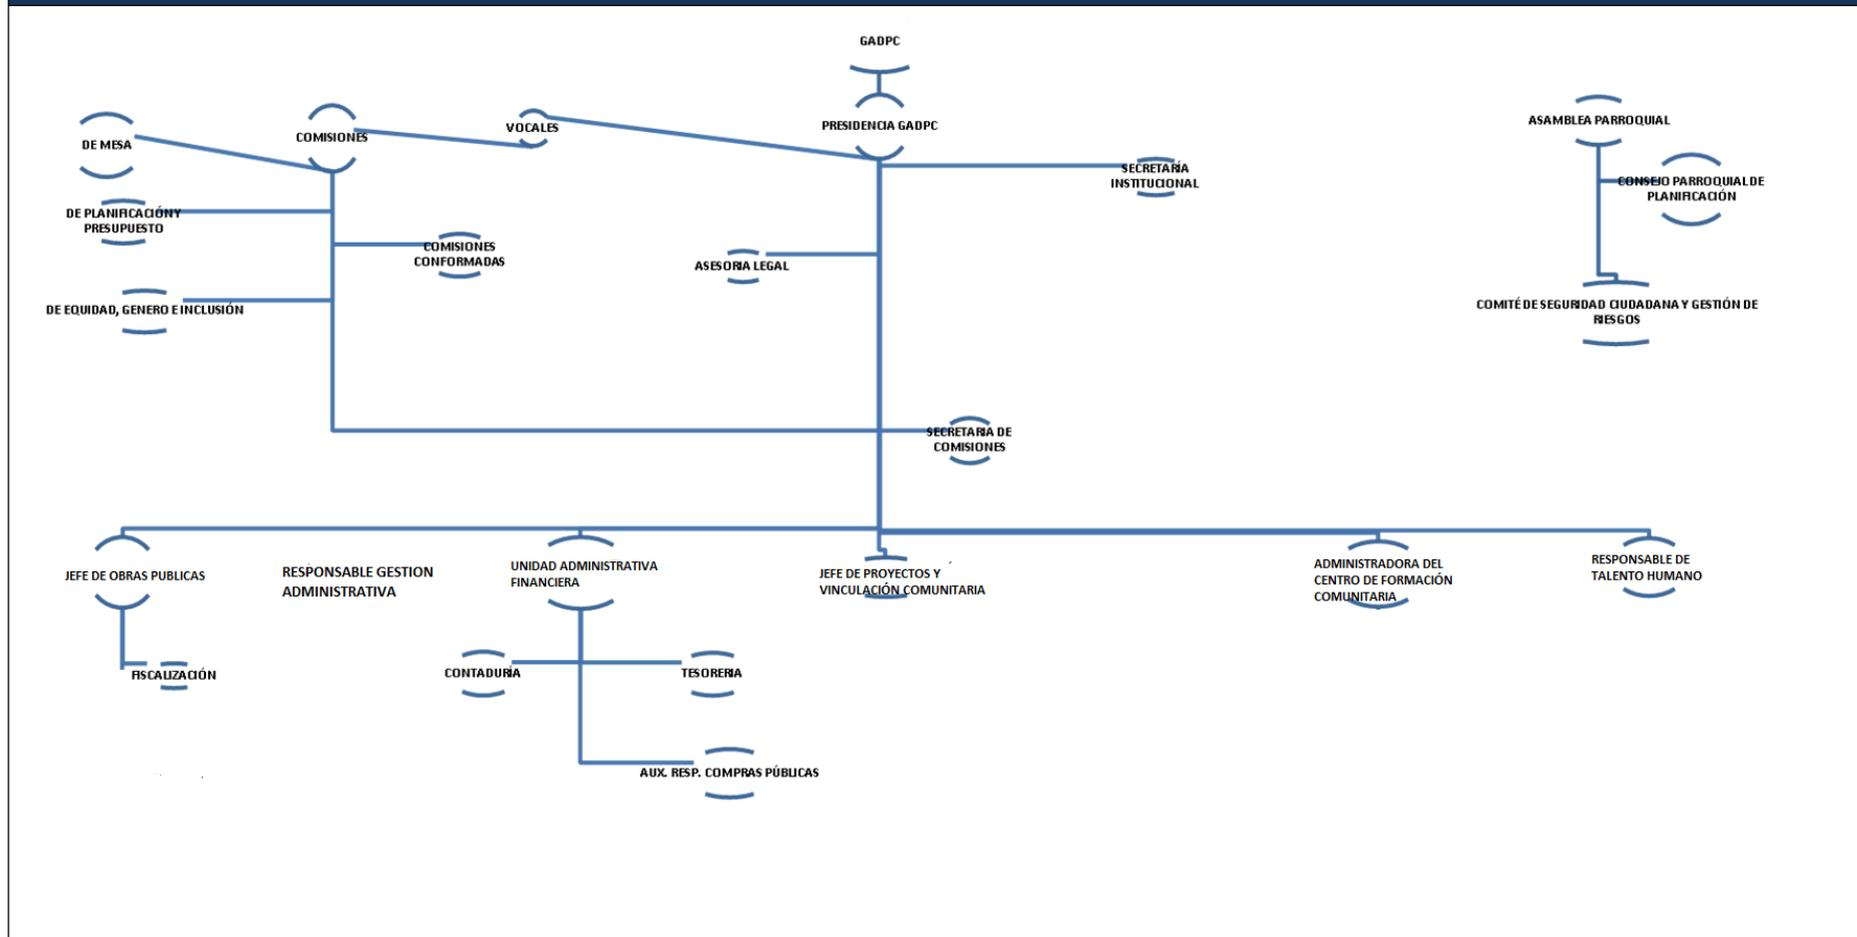 GADPC
PRESIDENCIA GADPC
VOCALES
COMISIONES
DE MESA
DE PLANIFICACIÓN Y
PRESUPUESTO
COMISIONES
CONFORMADAS
DE EQUIDAD, GENERO E INCLUSIÓN
SECRETARÍA
INSTITUCIONAL
ASESORIA LEGAL
SECRETARIA DE
COMISIONES
ASAMBLEA PARROQUIAL
CONSEJO PARROQUIAL DE
PLANIFICACIÓN
COMITÉ DE SEGURIDAD CIUDADANA Y GESTIÓN DE
RIESGOS
JEFE DE OBRAS PUBLICAS
FISCALIZACIÓN
RESPONSABLE GESTION
ADMINISTRATIVA
UNIDAD ADMINISTRATIVA
FINANCIERA
CONTADURÍA
TESORERIA
AUX. RESP. COMPRAS PÚBLICAS
JEFE DE PROYECTOS Y
VINCULACIÓN COMUNITARIA
ADMINISTRADORA DEL
CENTRO DE FORMACIÓN
COMUNITARIA
RESPONSABLE DE
TALENTO HUMANO